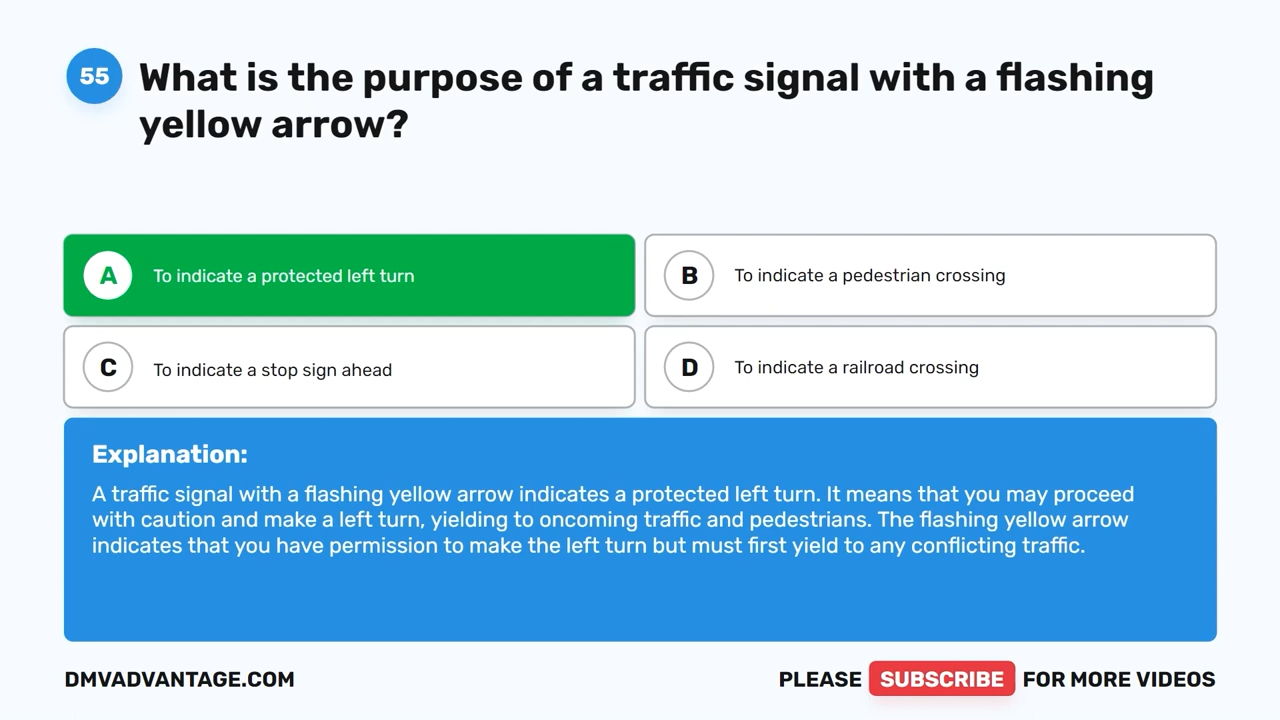 55
What is the purpose of a traffic signal with a flashing
yellow arrow?
A To indicate a protected left turn
B To indicate a pedestrian crossing
C To indicate a stop sign ahead
D To indicate a railroad crossing
Explanation:
A traffic signal with a flashing yellow arrow indicates a protected left turn. It means that you may proceed
with caution and make a left turn, yielding to oncoming traffic and pedestrians. The flashing yellow arrow
indicates that you have permission to make the left turn but must first yield to any conflicting traffic.
DMVADVANTAGE.COM
PLEASE SUBSCRIBE FOR MORE VIDEOS